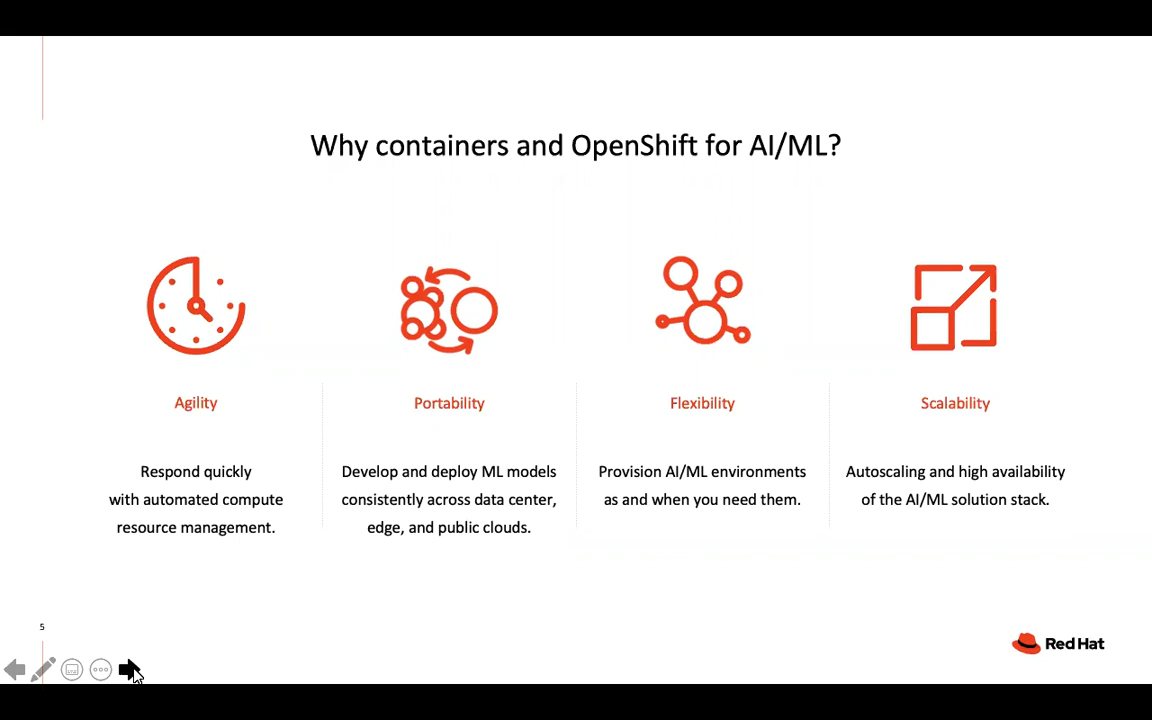 Why containers and OpenShift for AI/ML?
Agility
Respond quickly
with automated compute
resource management.
Portability
Develop and deploy ML models
consistently across data center,
edge, and public clouds.
Flexibility
Provision AI/ML environments
as and when you need them.
Scalability
Autoscaling and high availability
of the AI/ML solution stack.
5
Red Hat